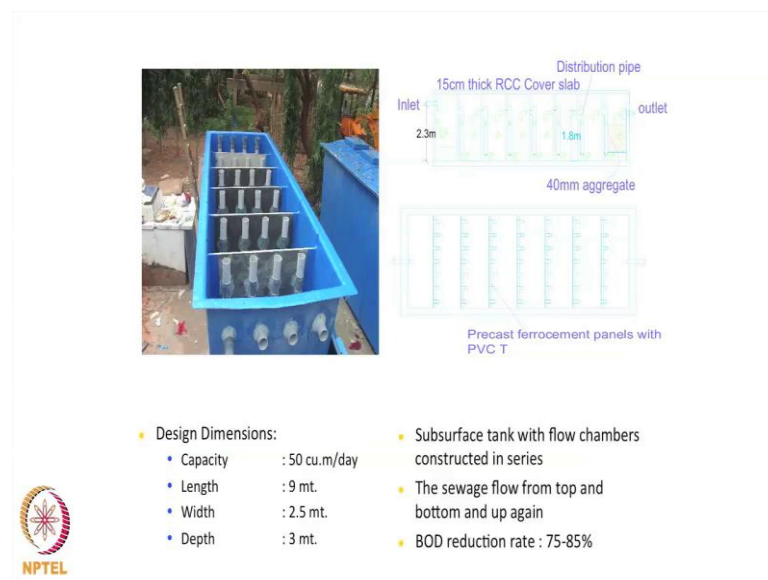 Distribution pipe
15cm thick RCC Cover slab
Inlet
outlet
2.3m
1.8m
40mm aggregate
Precast ferrocement panels with
PVC T
Design Dimensions:
Capacity : 50 cu.m/day
Length : 9 mt.
Width : 2.5 mt.
Depth : 3 mt.
Subsurface tank with flow chambers
constructed in series
The sewage flow from top and
bottom and up again
BOD reduction rate : 75-85%
NPTEL